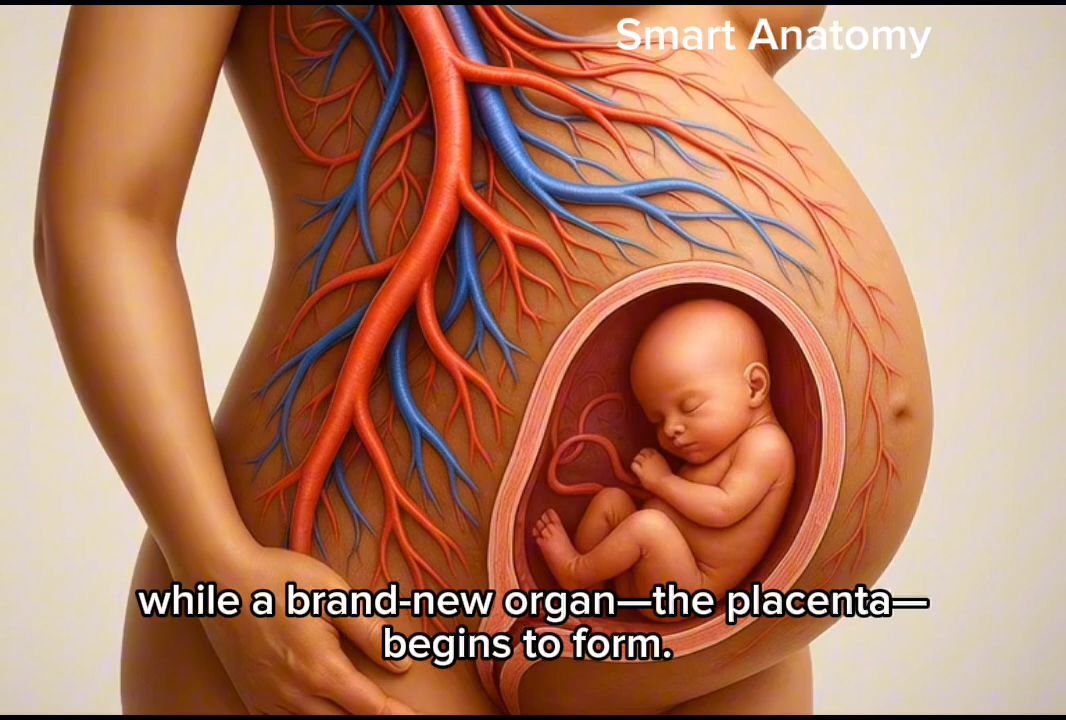 Smart Anatomy
while a brand-new organ—the placenta—
begins to form.